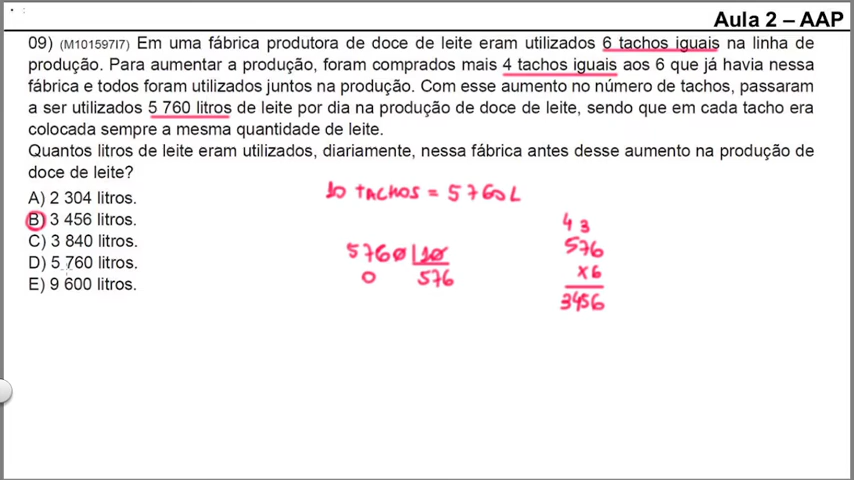 Aula 2 – AAP
09) (M101597I7) Em uma fábrica produtora de doce de leite eram utilizados 6 tachos iguais na linha de
produção. Para aumentar a produção, foram comprados mais 4 tachos iguais aos 6 que já havia nessa
fábrica e todos foram utilizados juntos na produção. Com esse aumento no número de tachos, passaram
a ser utilizados 5 760 litros de leite por dia na produção de doce de leite, sendo que em cada tacho era
colocada sempre a mesma quantidade de leite.
Quantos litros de leite eram utilizados, diariamente, nessa fábrica antes desse aumento na produção de
doce de leite?
A) 2 304 litros.
B) 3 456 litros.
C) 3 840 litros.
D) 5 760 litros.
E) 9 600 litros.
10 TACHOS = 5760 L
5760 10
0 576
4 3
576
x6
3456